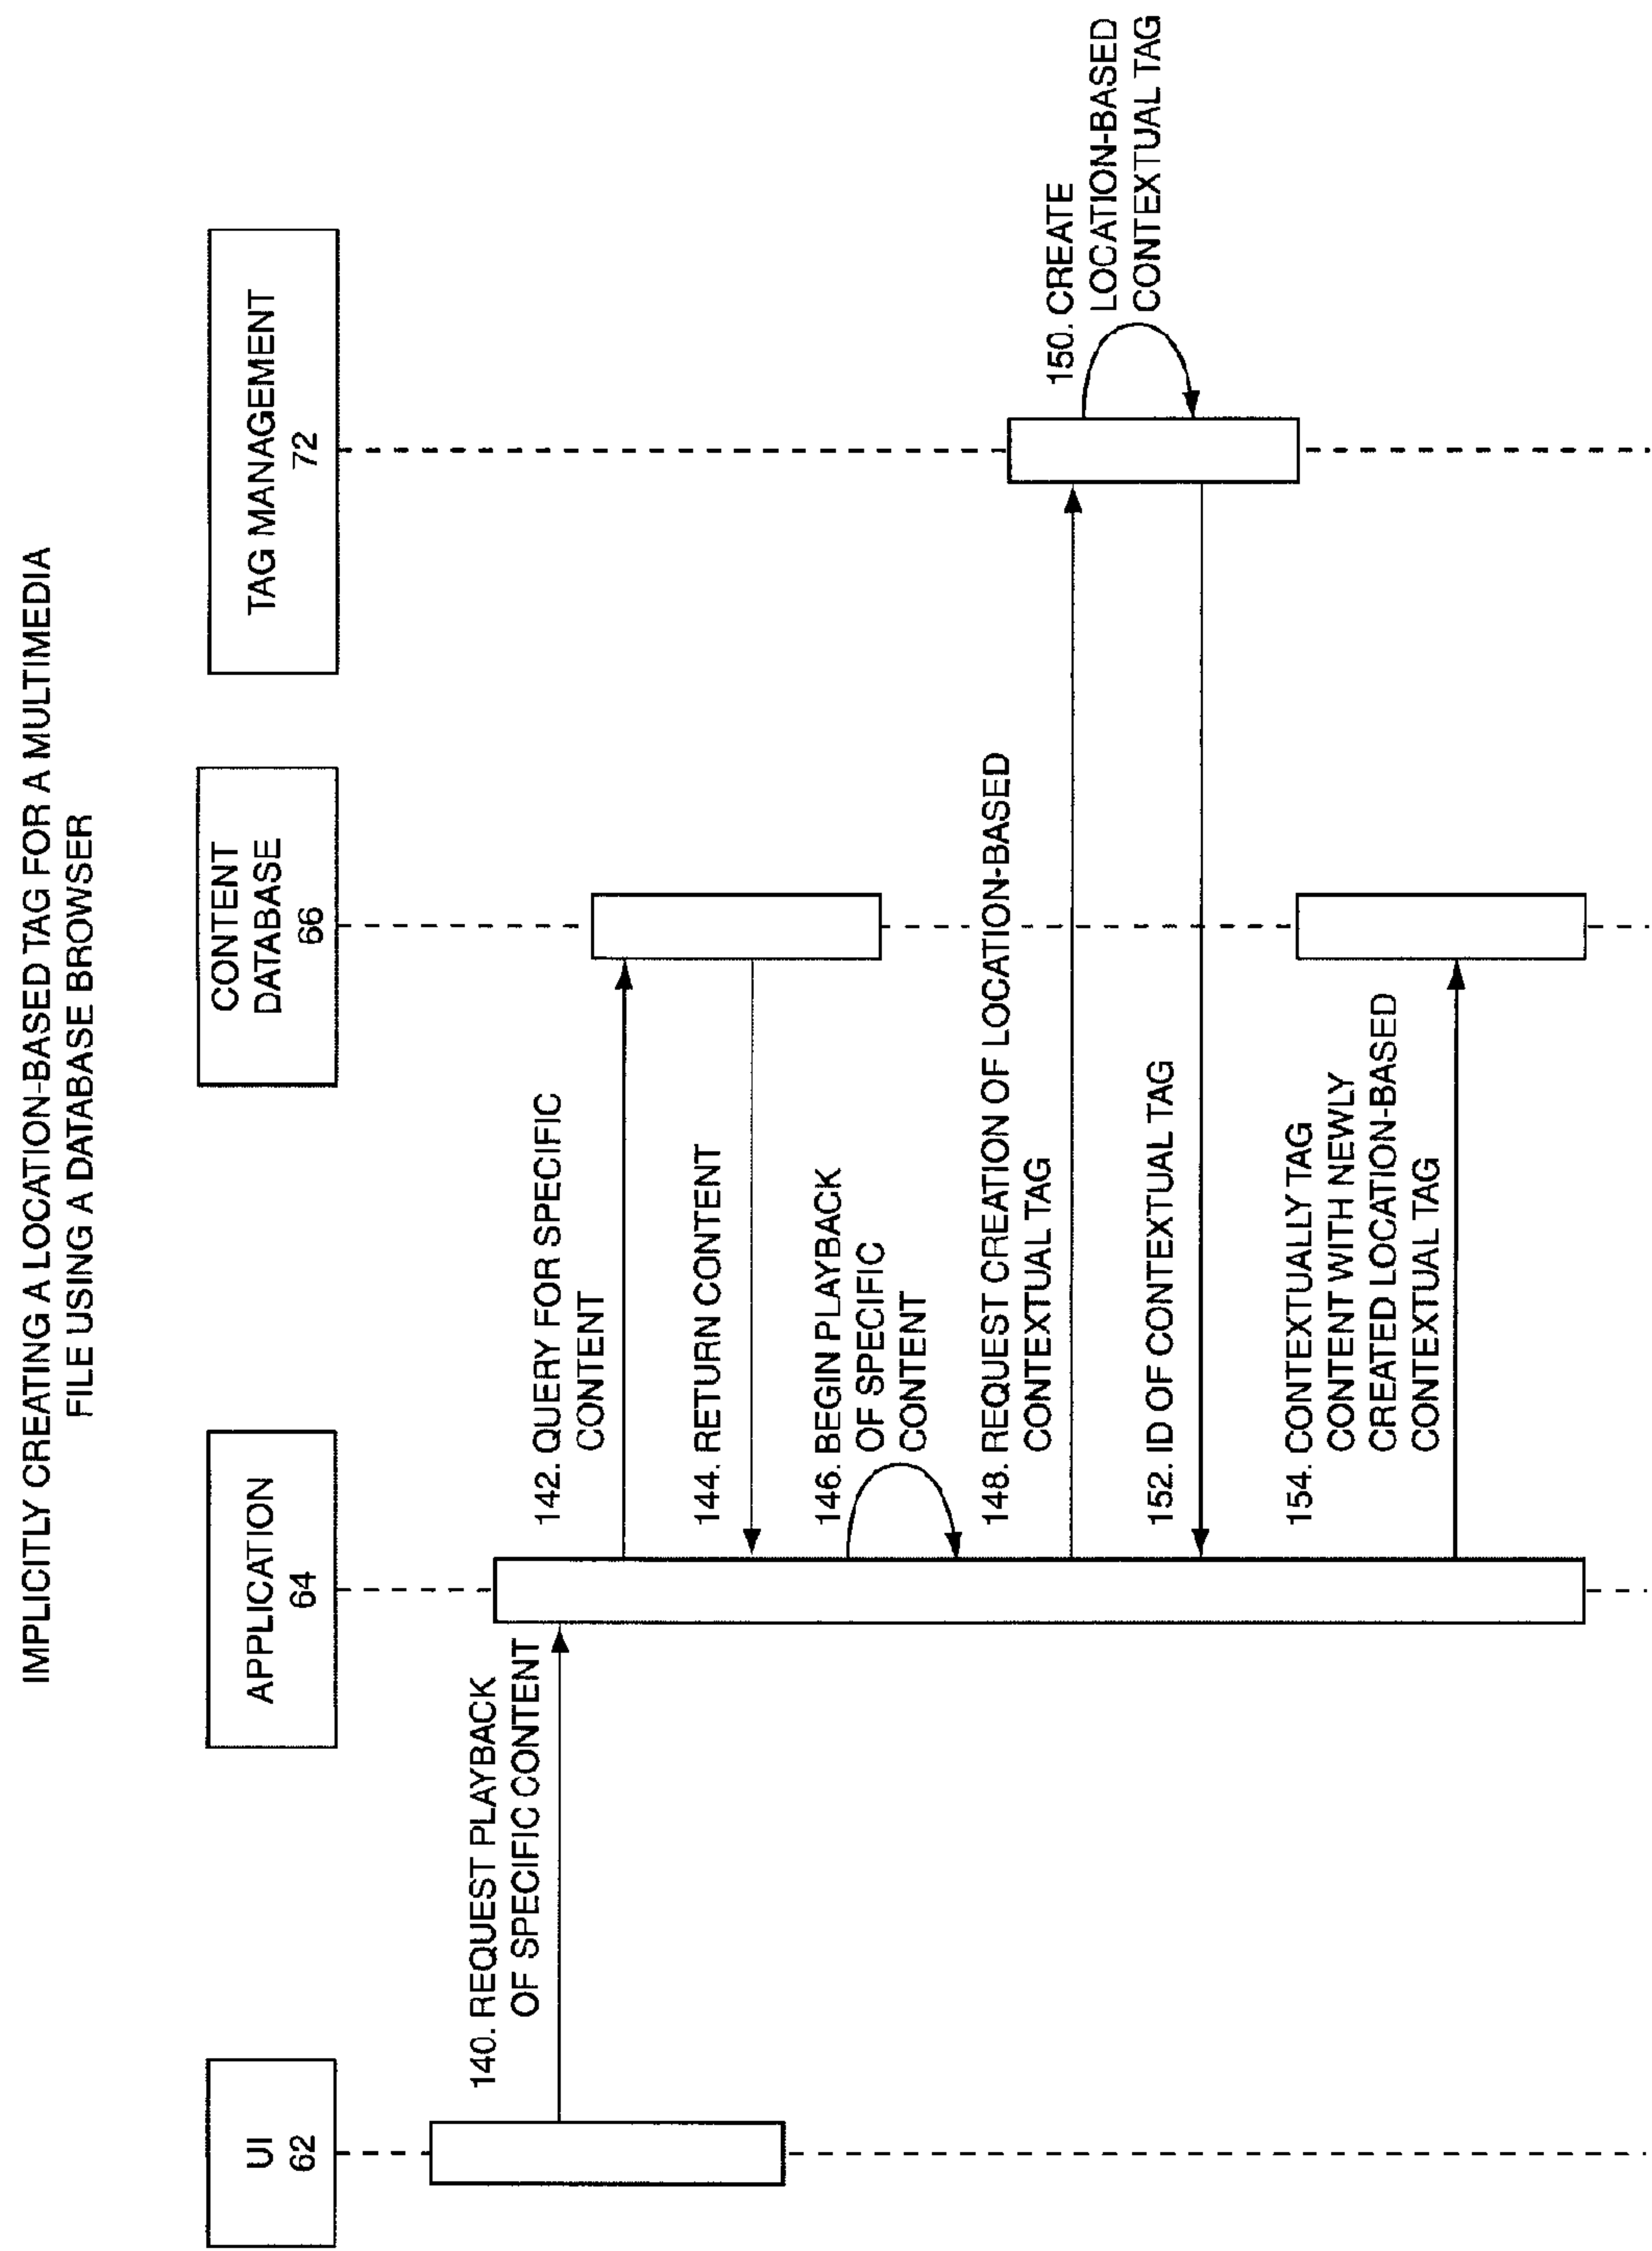 IMPLICITLY CREATING A LOCATION-BASED TAG FOR A MULTIMEDIA
FILE USING A DATABASE BROWSER
UI
62
APPLICATION
64
CONTENT
DATABASE
66
TAG MANAGEMENT
72
140. REQUEST PLAYBACK
OF SPECIFIC CONTENT
142. QUERY FOR SPECIFIC
CONTENT
144. RETURN CONTENT
146. BEGIN PLAYBACK
OF SPECIFIC
CONTENT
148. REQUEST CREATION OF LOCATION-BASED
CONTEXTUAL TAG
150. CREATE
LOCATION-BASED
CONTEXTUAL TAG
152. ID OF CONTEXTUAL TAG
154. CONTEXTUALLY TAG
CONTENT WITH NEWLY
CREATED LOCATION-BASED
CONTEXTUAL TAG